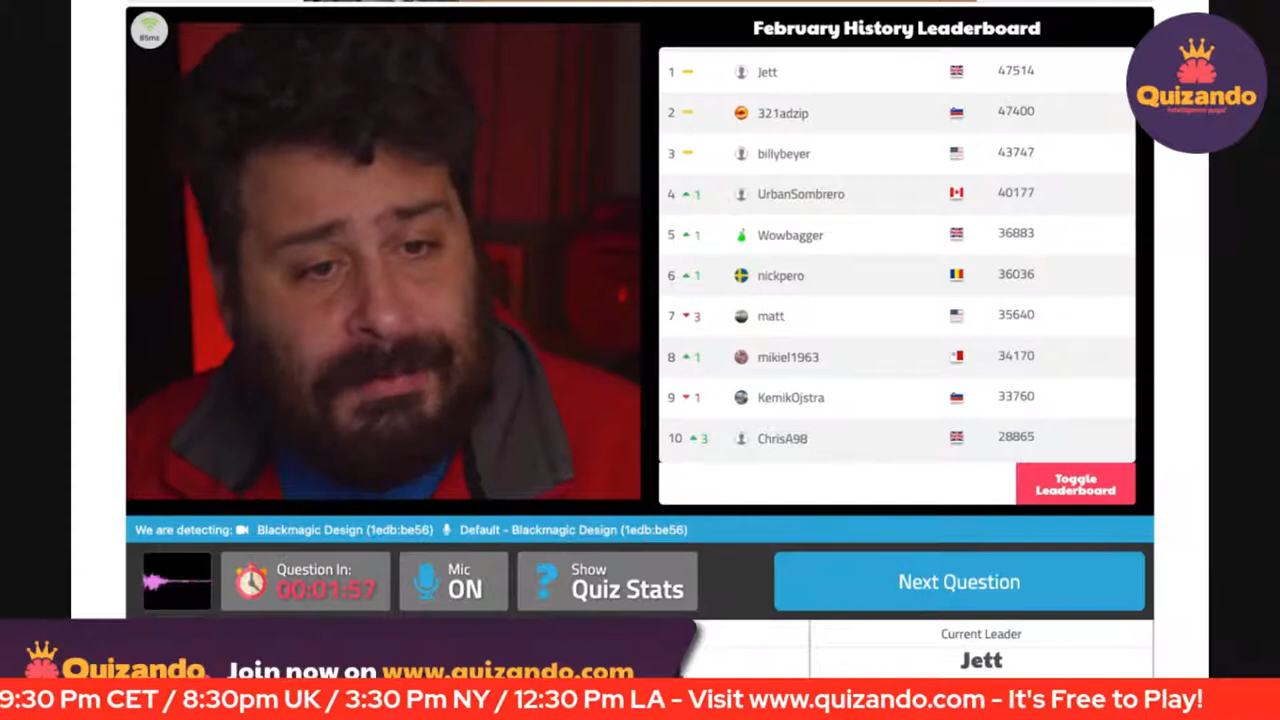 85ms
February History Leaderboard
1 Jett 47514
2 321adzip 47400
3 billybeyer 43747
4 1 UrbanSombrero 40177
5 1 Wowbagger 36883
6 1 nickpero 36036
7 3 matt 35640
8 1 mikiel1963 34170
9 1 KemikOjstra 33760
10 3 ChrisA98 28865
Toggle
Leaderboard
Quizando
We are detecting: Blackmagic Design (1edb:be56) Default - Blackmagic Design (1edb:be56)
Question In:
00:01:57
Mic
ON
Show
Quiz Stats
Next Question
Current Leader
Jett
Quizando Join now on www.quizando.com
9:30 Pm CET / 8:30pm UK / 3:30 Pm NY / 12:30 Pm LA - Visit www.quizando.com - It's Free to Play!